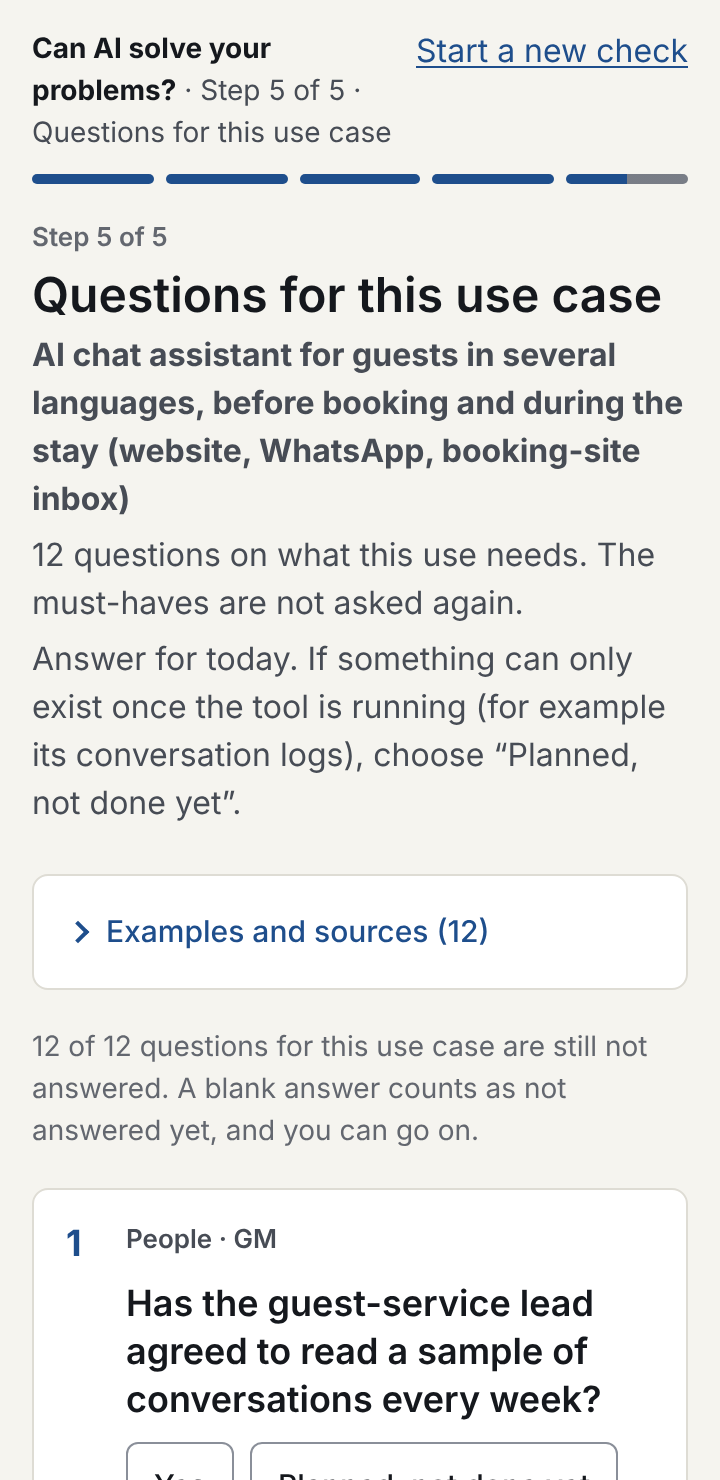 Can AI solve your
problems? · Step 5 of 5 ·
Questions for this use case
Start a new check
Step 5 of 5
Questions for this use case
AI chat assistant for guests in several
languages, before booking and during the
stay (website, WhatsApp, booking-site
inbox)
12 questions on what this use needs. The
must-haves are not asked again.
Answer for today. If something can only
exist once the tool is running (for example
its conversation logs), choose “Planned,
not done yet”.
Examples and sources (12)
12 of 12 questions for this use case are still not
answered. A blank answer counts as not
answered yet, and you can go on.
1
People · GM
Has the guest-service lead
agreed to read a sample of
conversations every week?
Yes
Planned, not done yet